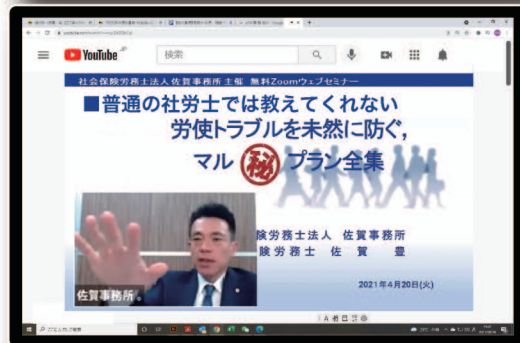 YouTube JP
検索
社会保険労務士法人佐賀事務所 主催 無料Zoomウェブセミナー
■普通の社労士では教えてくれない
労使トラブルを未然に防ぐ,
マル㊙プラン全集
険労務士法人 佐賀事務所
険労務士 佐賀 豊
佐賀事務所
2021年4月20日(火)